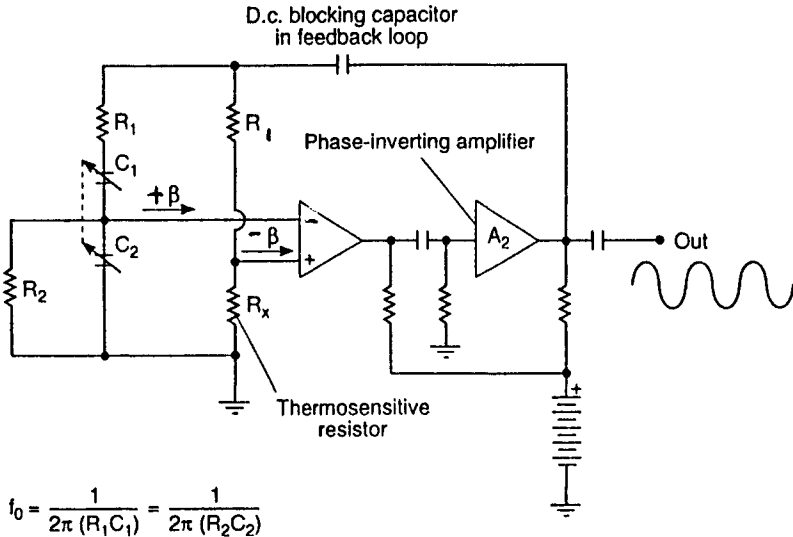 D.c. blocking capacitor
in feedback loop
R₁
R₁
Phase-inverting amplifier
C₁
+β
−
−β
+
A₂
Out
C₂
R₂
Rₓ
+
Thermosensitive
resistor
f₀ = 1 / 2π (R₁C₁) = 1 / 2π (R₂C₂)